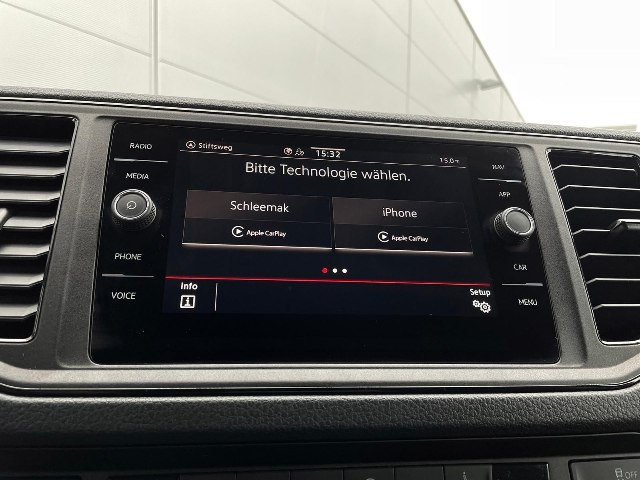 RADIO
MEDIA
PHONE
VOICE
Stiftsweg
15:32
15.0
Bitte Technologie wählen.
Schleemak
Apple CarPlay
iPhone
Apple CarPlay
Info
Setup
NAV
APP
CAR
MENU
OFF